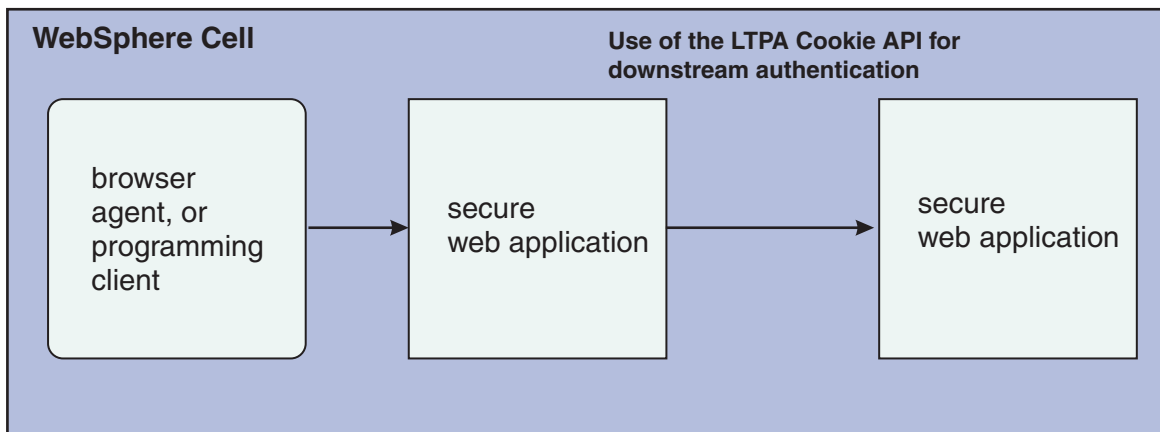 WebSphere Cell
Use of the LTPA Cookie API for
downstream authentication
browser
agent, or
programming
client
secure
web application
secure
web application